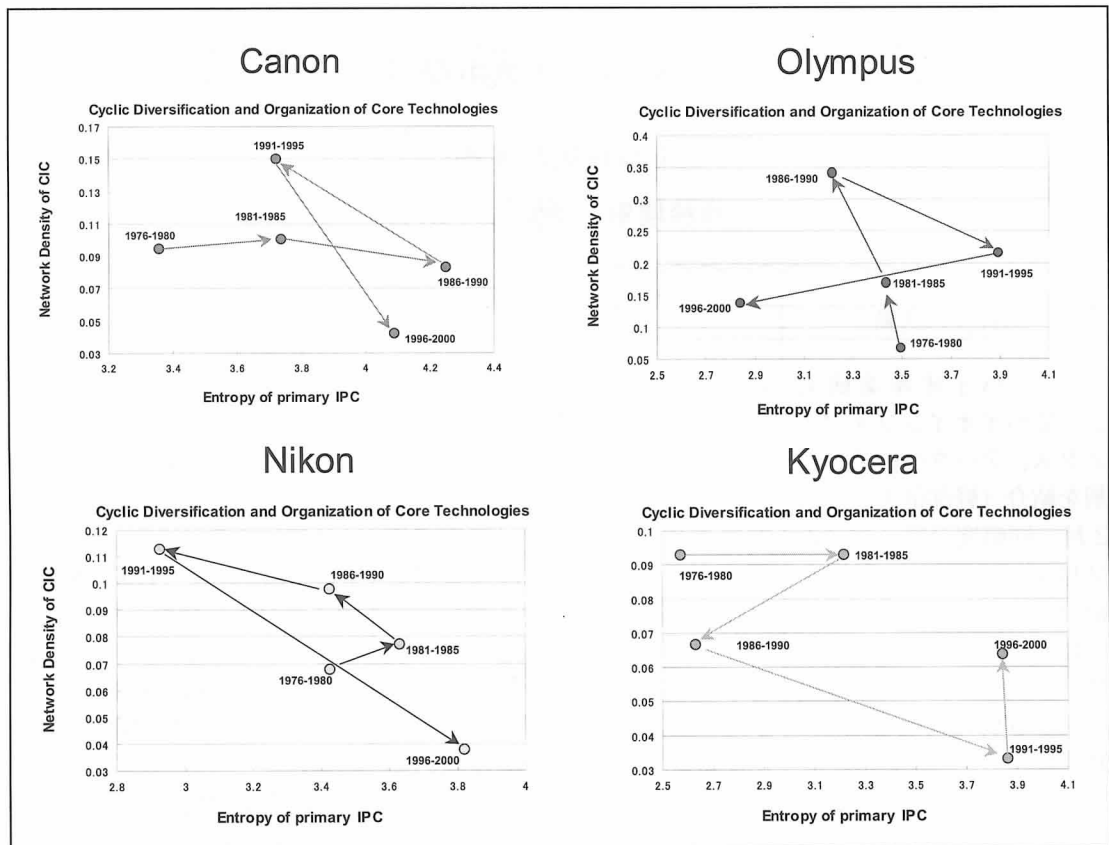 Canon
Cyclic Diversification and Organization of Core Technologies
Network Density of CIC
0.17
0.15
0.13
0.11
0.09
0.07
0.05
0.03
1991-1995
1981-1985
1976-1980
1986-1990
1996-2000
3.2 3.4 3.6 3.8 4 4.2 4.4
Entropy of primary IPC
Olympus
Cyclic Diversification and Organization of Core Technologies
Network Density of CIC
0.4
0.35
0.3
0.25
0.2
0.15
0.1
0.05
1986-1990
1991-1995
1981-1985
1996-2000
1976-1980
2.5 2.7 2.9 3.1 3.3 3.5 3.7 3.9 4.1
Entropy of primary IPC
Nikon
Cyclic Diversification and Organization of Core Technologies
Network Density of CIC
0.12
0.11
0.1
0.09
0.08
0.07
0.06
0.05
0.04
0.03
1991-1995
1986-1990
1981-1985
1976-1980
1996-2000
2.8 3 3.2 3.4 3.6 3.8 4
Entropy of primary IPC
Kyocera
Cyclic Diversification and Organization of Core Technologies
0.1
0.09
0.08
0.07
0.06
0.05
0.04
0.03
1981-1985
1976-1980
1986-1990
1996-2000
1991-1995
2.5 2.7 2.9 3.1 3.3 3.5 3.7 3.9 4.1
Entropy of primary IPC